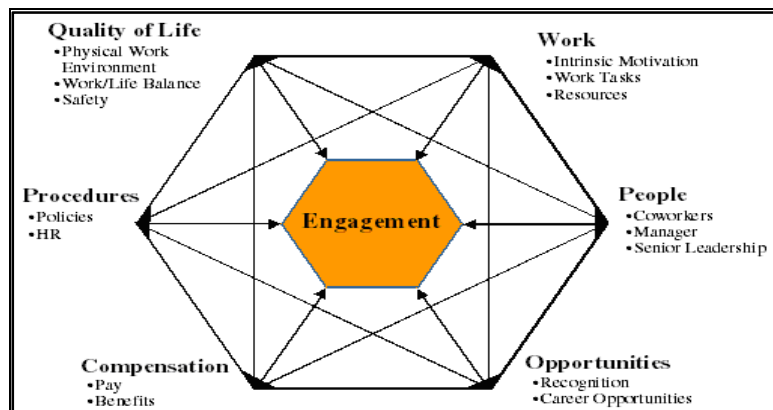 Quality of Life
•Physical Work
Environment
•Work/Life Balance
•Safety
Work
•Intrinsic Motivation
•Work Tasks
•Resources
Procedures
•Policies
•HR
Engagement
People
•Coworkers
•Manager
•Senior Leadership
Compensation
•Pay
•Benefits
Opportunities
•Recognition
•Career Opportunities